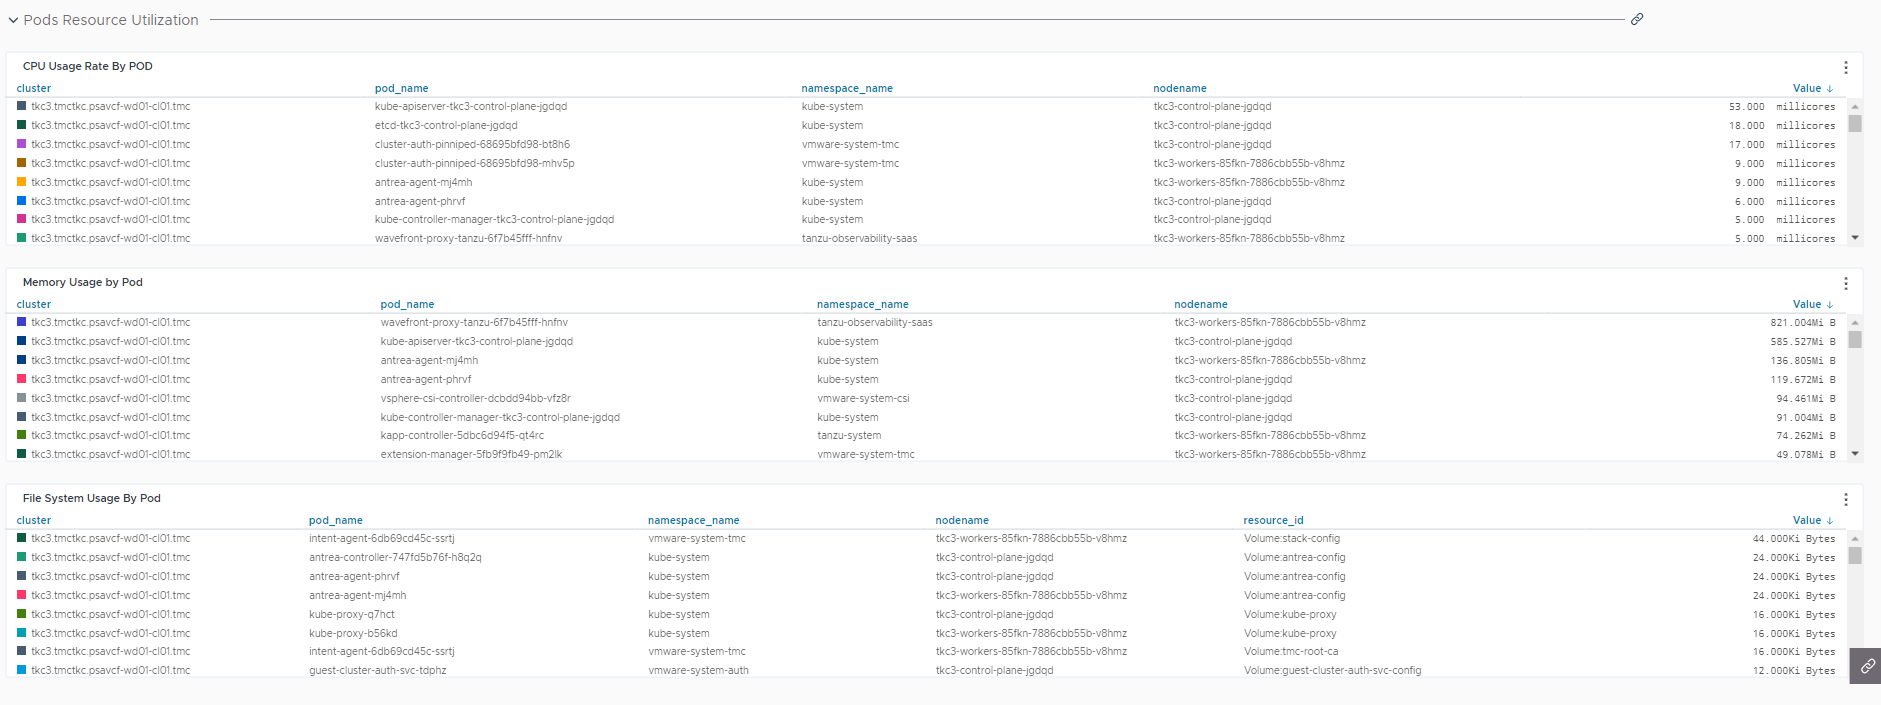 Pods Resource Utilization
CPU Usage Rate By POD
cluster pod_name namespace_name nodename Value ↓
tkc3.tmctkc.psavcf-wd01-cl01.tmc kube-apiserver-tkc3-control-plane-jgdqd kube-system tkc3-control-plane-jgdqd 53.000 millicores
tkc3.tmctkc.psavcf-wd01-cl01.tmc etcd-tkc3-control-plane-jgdqd kube-system tkc3-control-plane-jgdqd 18.000 millicores
tkc3.tmctkc.psavcf-wd01-cl01.tmc cluster-auth-pinniped-68695bfd98-bt8h6 vmware-system-tmc tkc3-control-plane-jgdqd 17.000 millicores
tkc3.tmctkc.psavcf-wd01-cl01.tmc cluster-auth-pinniped-68695bfd98-mhv5p vmware-system-tmc tkc3-workers-85fkn-7886cbb55b-v8hmz 9.000 millicores
tkc3.tmctkc.psavcf-wd01-cl01.tmc antrea-agent-mj4mh kube-system tkc3-workers-85fkn-7886cbb55b-v8hmz 9.000 millicores
tkc3.tmctkc.psavcf-wd01-cl01.tmc antrea-agent-phrvf kube-system tkc3-control-plane-jgdqd 6.000 millicores
tkc3.tmctkc.psavcf-wd01-cl01.tmc kube-controller-manager-tkc3-control-plane-jgdqd kube-system tkc3-control-plane-jgdqd 5.000 millicores
tkc3.tmctkc.psavcf-wd01-cl01.tmc wavefront-proxy-tanzu-6f7b45fff-hnfnv tanzu-observability-saas tkc3-workers-85fkn-7886cbb55b-v8hmz 5.000 millicores
Memory Usage by Pod
cluster pod_name namespace_name nodename Value ↓
tkc3.tmctkc.psavcf-wd01-cl01.tmc wavefront-proxy-tanzu-6f7b45fff-hnfnv tanzu-observability-saas tkc3-workers-85fkn-7886cbb55b-v8hmz 821.004Mi B
tkc3.tmctkc.psavcf-wd01-cl01.tmc kube-apiserver-tkc3-control-plane-jgdqd kube-system tkc3-control-plane-jgdqd 585.527Mi B
tkc3.tmctkc.psavcf-wd01-cl01.tmc antrea-agent-mj4mh kube-system tkc3-workers-85fkn-7886cbb55b-v8hmz 136.805Mi B
tkc3.tmctkc.psavcf-wd01-cl01.tmc antrea-agent-phrvf kube-system tkc3-control-plane-jgdqd 119.672Mi B
tkc3.tmctkc.psavcf-wd01-cl01.tmc vsphere-csi-controller-dcbdd94bb-vfz8r vmware-system-csi tkc3-control-plane-jgdqd 94.461Mi B
tkc3.tmctkc.psavcf-wd01-cl01.tmc kube-controller-manager-tkc3-control-plane-jgdqd kube-system tkc3-control-plane-jgdqd 91.004Mi B
tkc3.tmctkc.psavcf-wd01-cl01.tmc kapp-controller-5dbc6d94f5-qt4rc tanzu-system tkc3-workers-85fkn-7886cbb55b-v8hmz 74.262Mi B
tkc3.tmctkc.psavcf-wd01-cl01.tmc extension-manager-5fb9f9fb49-pm2lk vmware-system-tmc tkc3-workers-85fkn-7886cbb55b-v8hmz 49.078Mi B
File System Usage By Pod
cluster pod_name namespace_name nodename resource_id Value ↓
tkc3.tmctkc.psavcf-wd01-cl01.tmc intent-agent-6db69cd45c-ssrtj vmware-system-tmc tkc3-workers-85fkn-7886cbb55b-v8hmz Volume:stack-config 44.000Ki Bytes
tkc3.tmctkc.psavcf-wd01-cl01.tmc antrea-controller-747fd5b76f-h8q2q kube-system tkc3-control-plane-jgdqd Volume:antrea-config 24.000Ki Bytes
tkc3.tmctkc.psavcf-wd01-cl01.tmc antrea-agent-phrvf kube-system tkc3-control-plane-jgdqd Volume:antrea-config 24.000Ki Bytes
tkc3.tmctkc.psavcf-wd01-cl01.tmc antrea-agent-mj4mh kube-system tkc3-workers-85fkn-7886cbb55b-v8hmz Volume:antrea-config 24.000Ki Bytes
tkc3.tmctkc.psavcf-wd01-cl01.tmc kube-proxy-q7hct kube-system tkc3-control-plane-jgdqd Volume:kube-proxy 16.000Ki Bytes
tkc3.tmctkc.psavcf-wd01-cl01.tmc kube-proxy-b56kd kube-system tkc3-workers-85fkn-7886cbb55b-v8hmz Volume:kube-proxy 16.000Ki Bytes
tkc3.tmctkc.psavcf-wd01-cl01.tmc intent-agent-6db69cd45c-ssrtj vmware-system-tmc tkc3-workers-85fkn-7886cbb55b-v8hmz Volume:tmc-root-ca 16.000Ki Bytes
tkc3.tmctkc.psavcf-wd01-cl01.tmc guest-cluster-auth-svc-tdphz vmware-system-auth tkc3-control-plane-jgdqd Volume:guest-cluster-auth-svc-config 12.000Ki Bytes